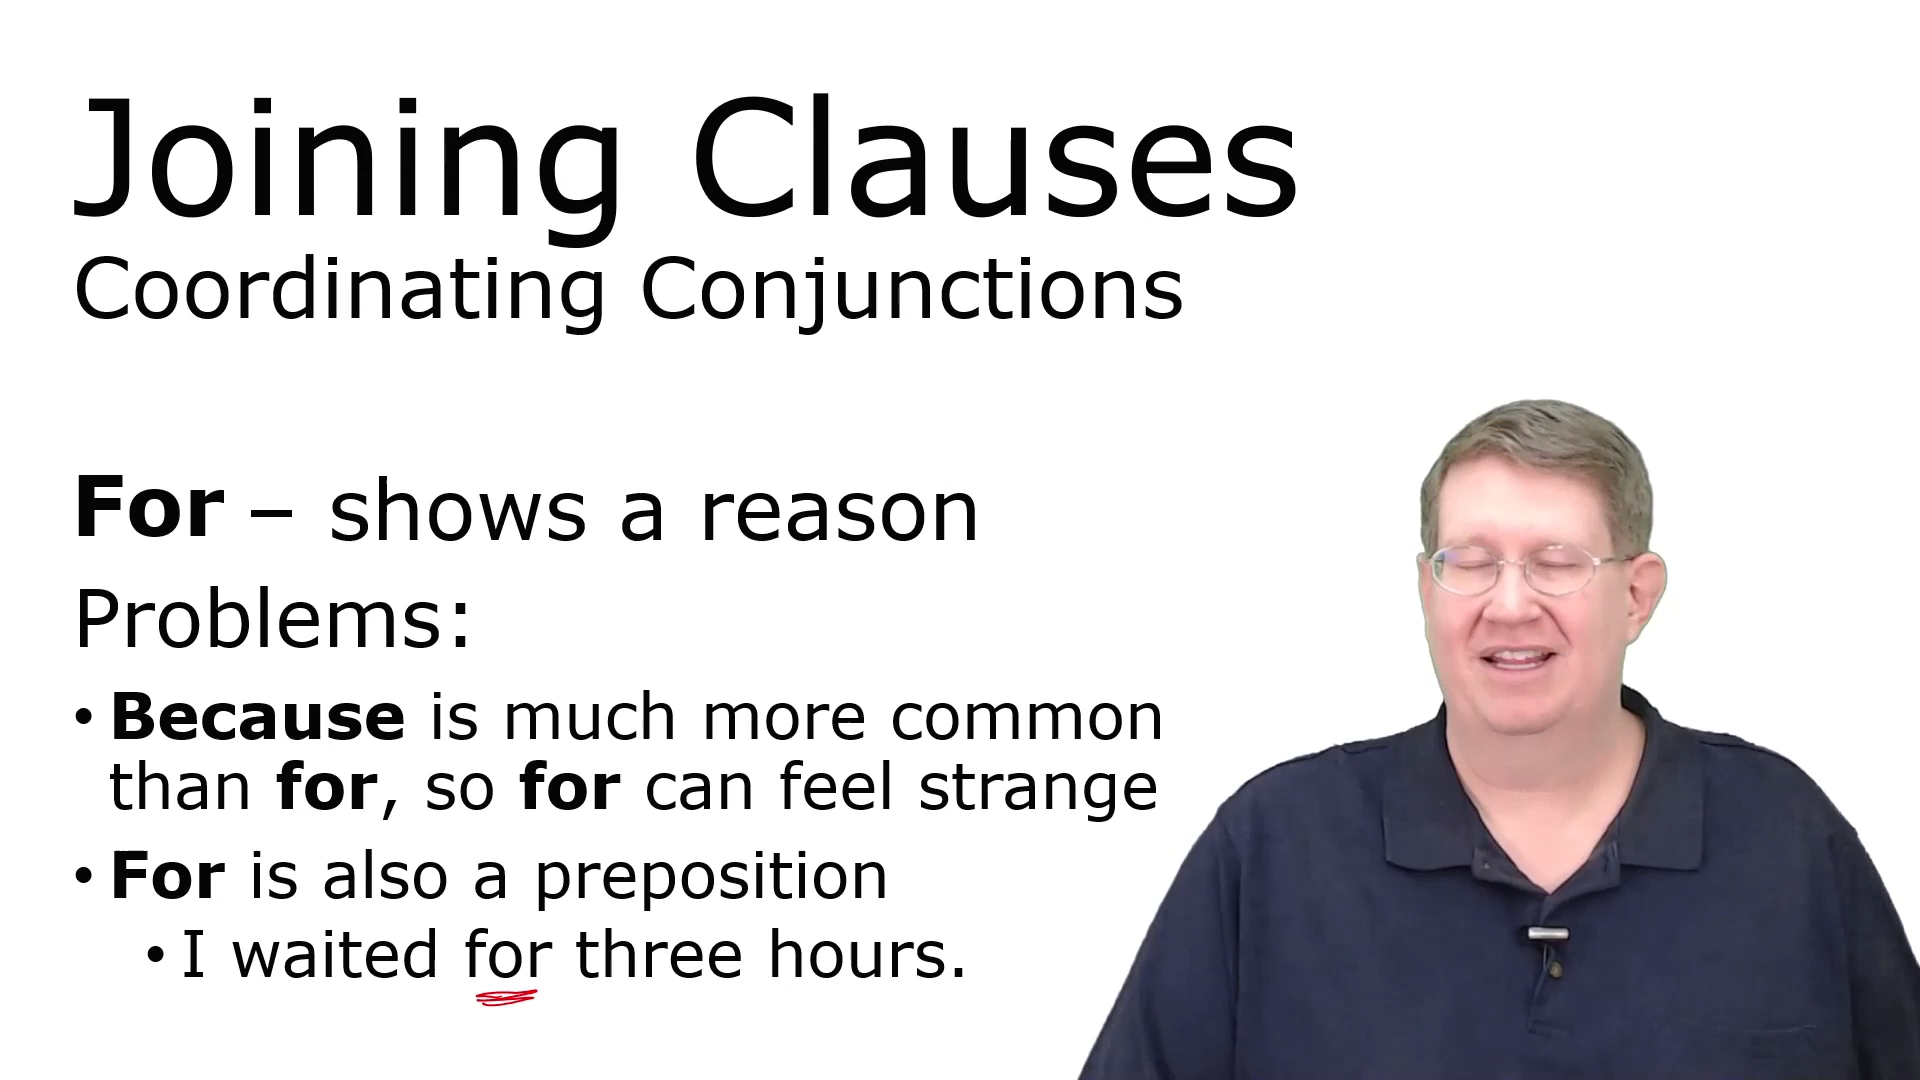 Joining Clauses
Coordinating Conjunctions
For – shows a reason
Problems:
• Because is much more common
than for, so for can feel strange
• For is also a preposition
• I waited for three hours.